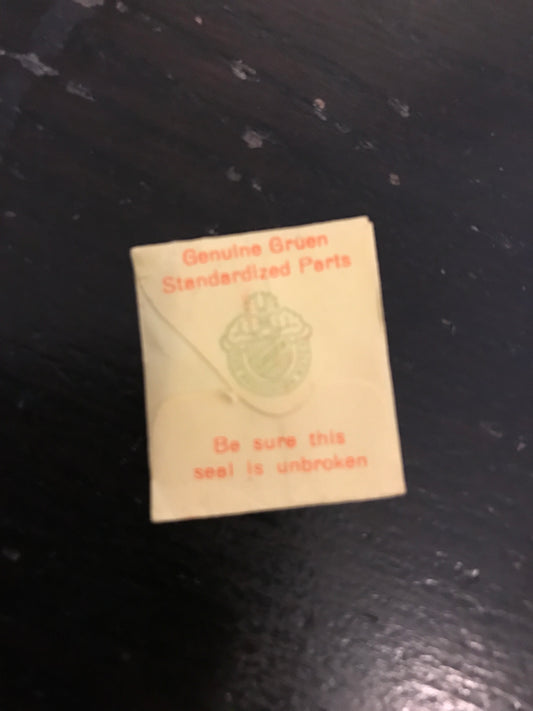 Genuine Grüen
Standardized Parts
Be sure this
seal is unbroken